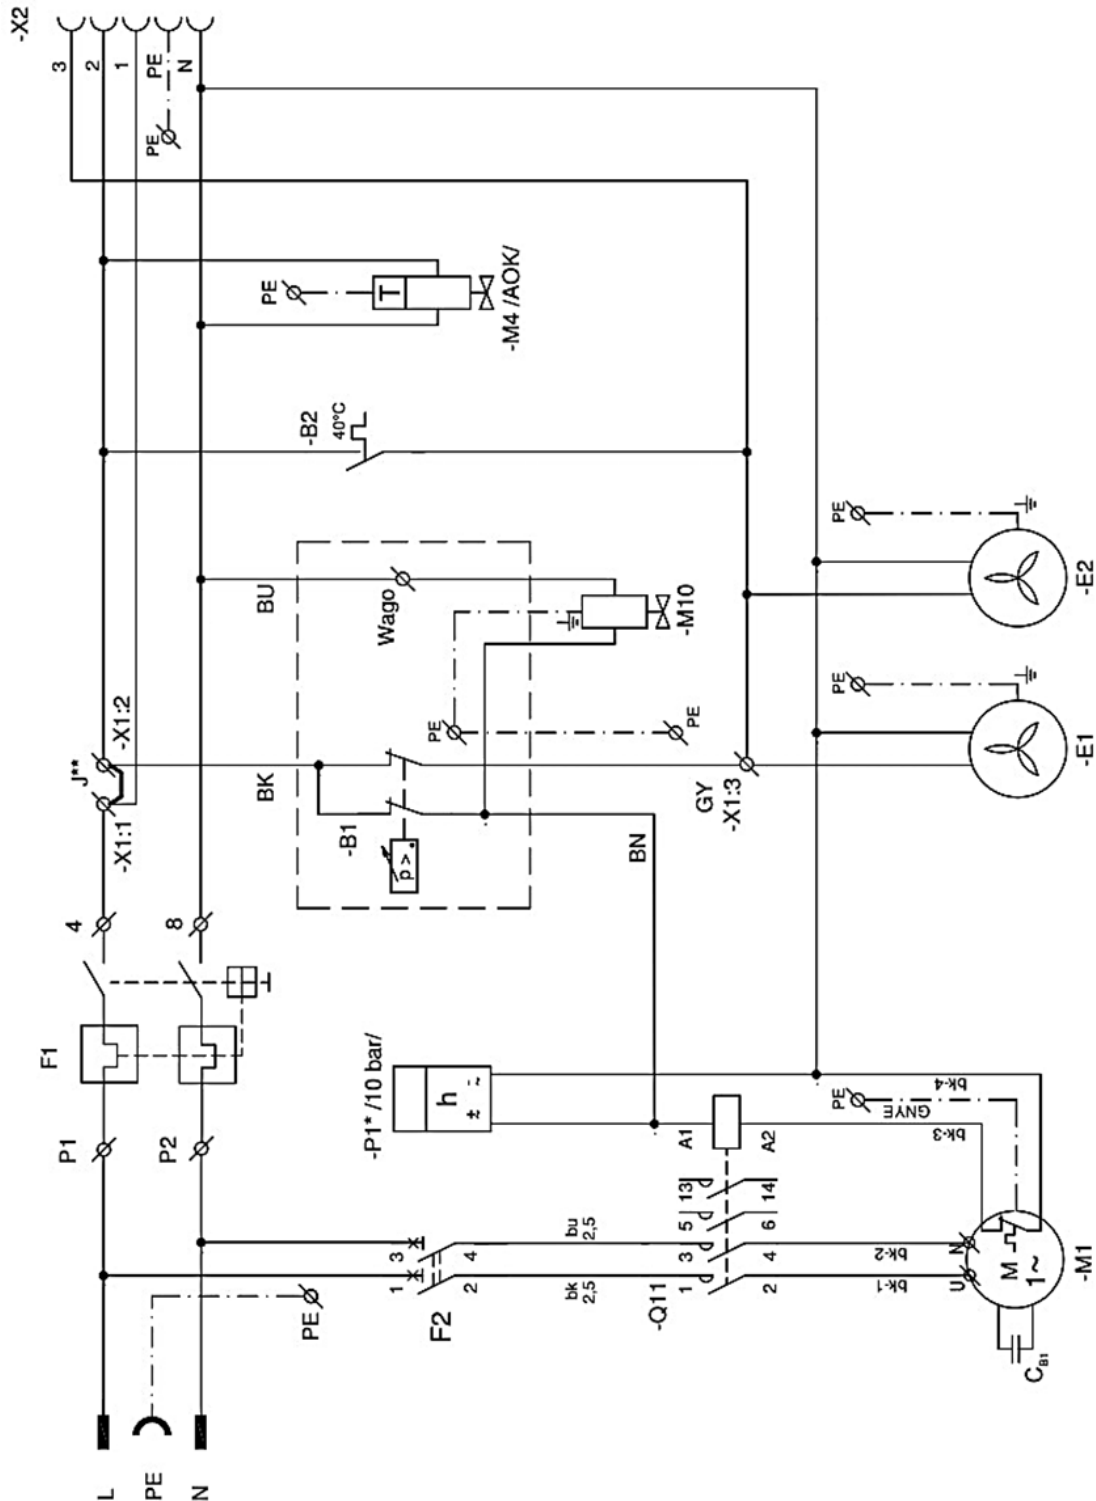 -X2
3
2
1
PE
N
PE
PE
T
-M4 /AOK/
-B2
40°C
BU
Wago
-M10
PE
PE
-E2
PE
-E1
J**
-X1:2
-X1:1
BK
-B1
p >
PE
PE
GY
-X1:3
BN
4
8
F1
P1
P2
-P1* /10 bar/
h
± ~
A1
A2
13
14
5
6
3
4
1
2
-Q11
bk-4
PE
GNYE
bk-3
bk-2
bk-1
bu
2,5
bk
2,5
3
4
1
2
F2
PE
U
N
M
1~
-M1
CB1
L
PE
N